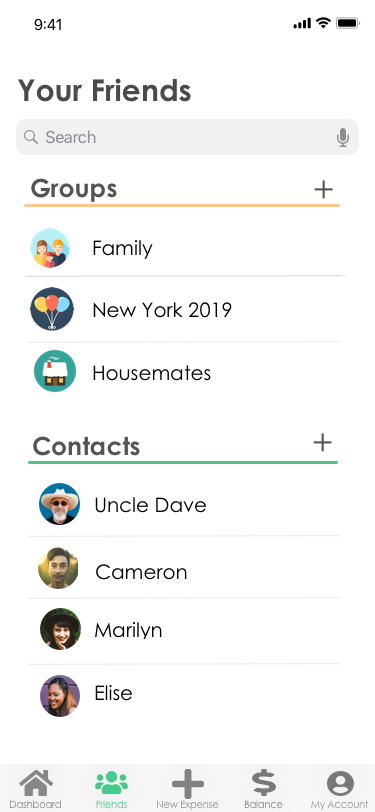 9:41
Your Friends
Search
Groups
Family
New York 2019
Housemates
Contacts
Uncle Dave
Cameron
Marilyn
Elise
Dashboard Friends New Expense Balance My Account